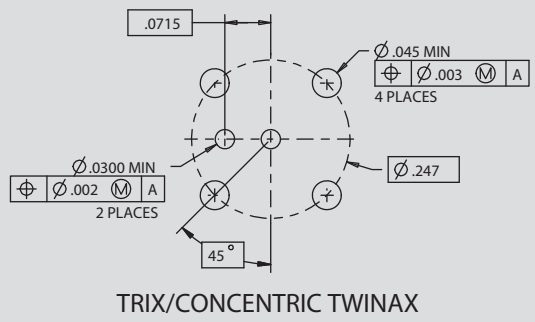 .0715
⌀.045 MIN
⌖ ⌀.003 Ⓜ A
4 PLACES
⌀.0300 MIN
⌖ ⌀.002 Ⓜ A
2 PLACES
⌀.247
45°
TRIX/CONCENTRIC TWINAX